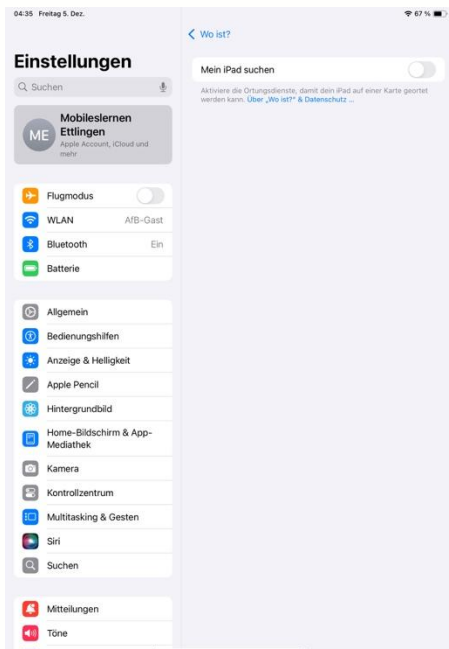 04:35 Freitag 5. Dez.
67 %
Einstellungen
Suchen
ME
Mobileslernen
Ettlingen
Apple Account, iCloud und
mehr
Flugmodus
WLAN AfB-Gast
Bluetooth Ein
Batterie
Allgemein
Bedienungshilfen
Anzeige & Helligkeit
Apple Pencil
Hintergrundbild
Home-Bildschirm & App-
Mediathek
Kamera
Kontrollzentrum
Multitasking & Gesten
Siri
Suchen
Mitteilungen
Töne
Wo ist?
Mein iPad suchen
Aktiviere die Ortungsdienste, damit dein iPad auf einer Karte geortet
werden kann. Über „Wo ist?“ & Datenschutz ...